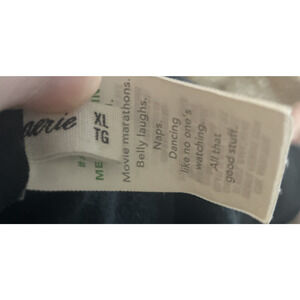 aerie
XL
TG
Movie marathons.
Belly laughs.
Naps.
Dancing
like no one's
watching.
All that
good stuff.